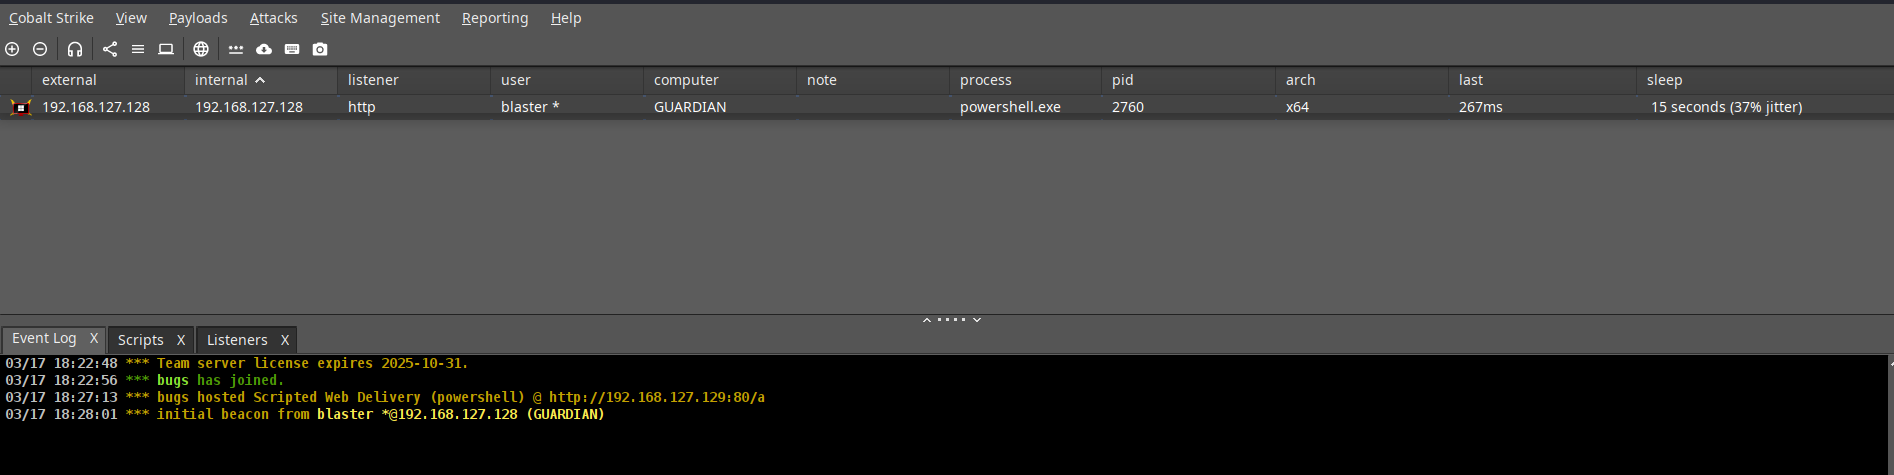 Cobalt Strike View Payloads Attacks Site Management Reporting Help
external internal listener user computer note process pid arch last sleep
192.168.127.128 192.168.127.128 http blaster * GUARDIAN powershell.exe 2760 x64 267ms 15 seconds (37% jitter)
Event Log X Scripts X Listeners X
03/17 18:22:48 *** Team server license expires 2025-10-31.
03/17 18:22:56 *** bugs has joined.
03/17 18:27:13 *** bugs hosted Scripted Web Delivery (powershell) @ http://192.168.127.129:80/a
03/17 18:28:01 *** initial beacon from blaster *@192.168.127.128 (GUARDIAN)